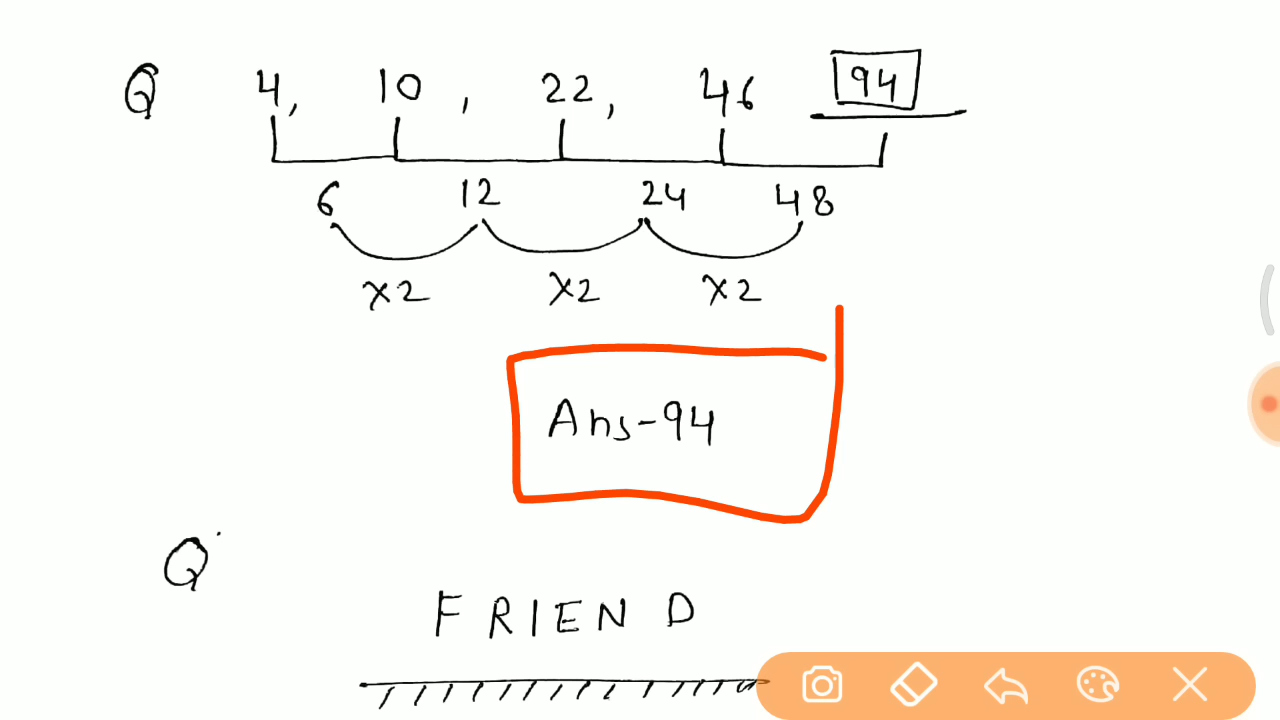 Q 4, 10, 22, 46 94
6 12 24 48
x2 x2 x2
Ans-94
Q
FRIEND